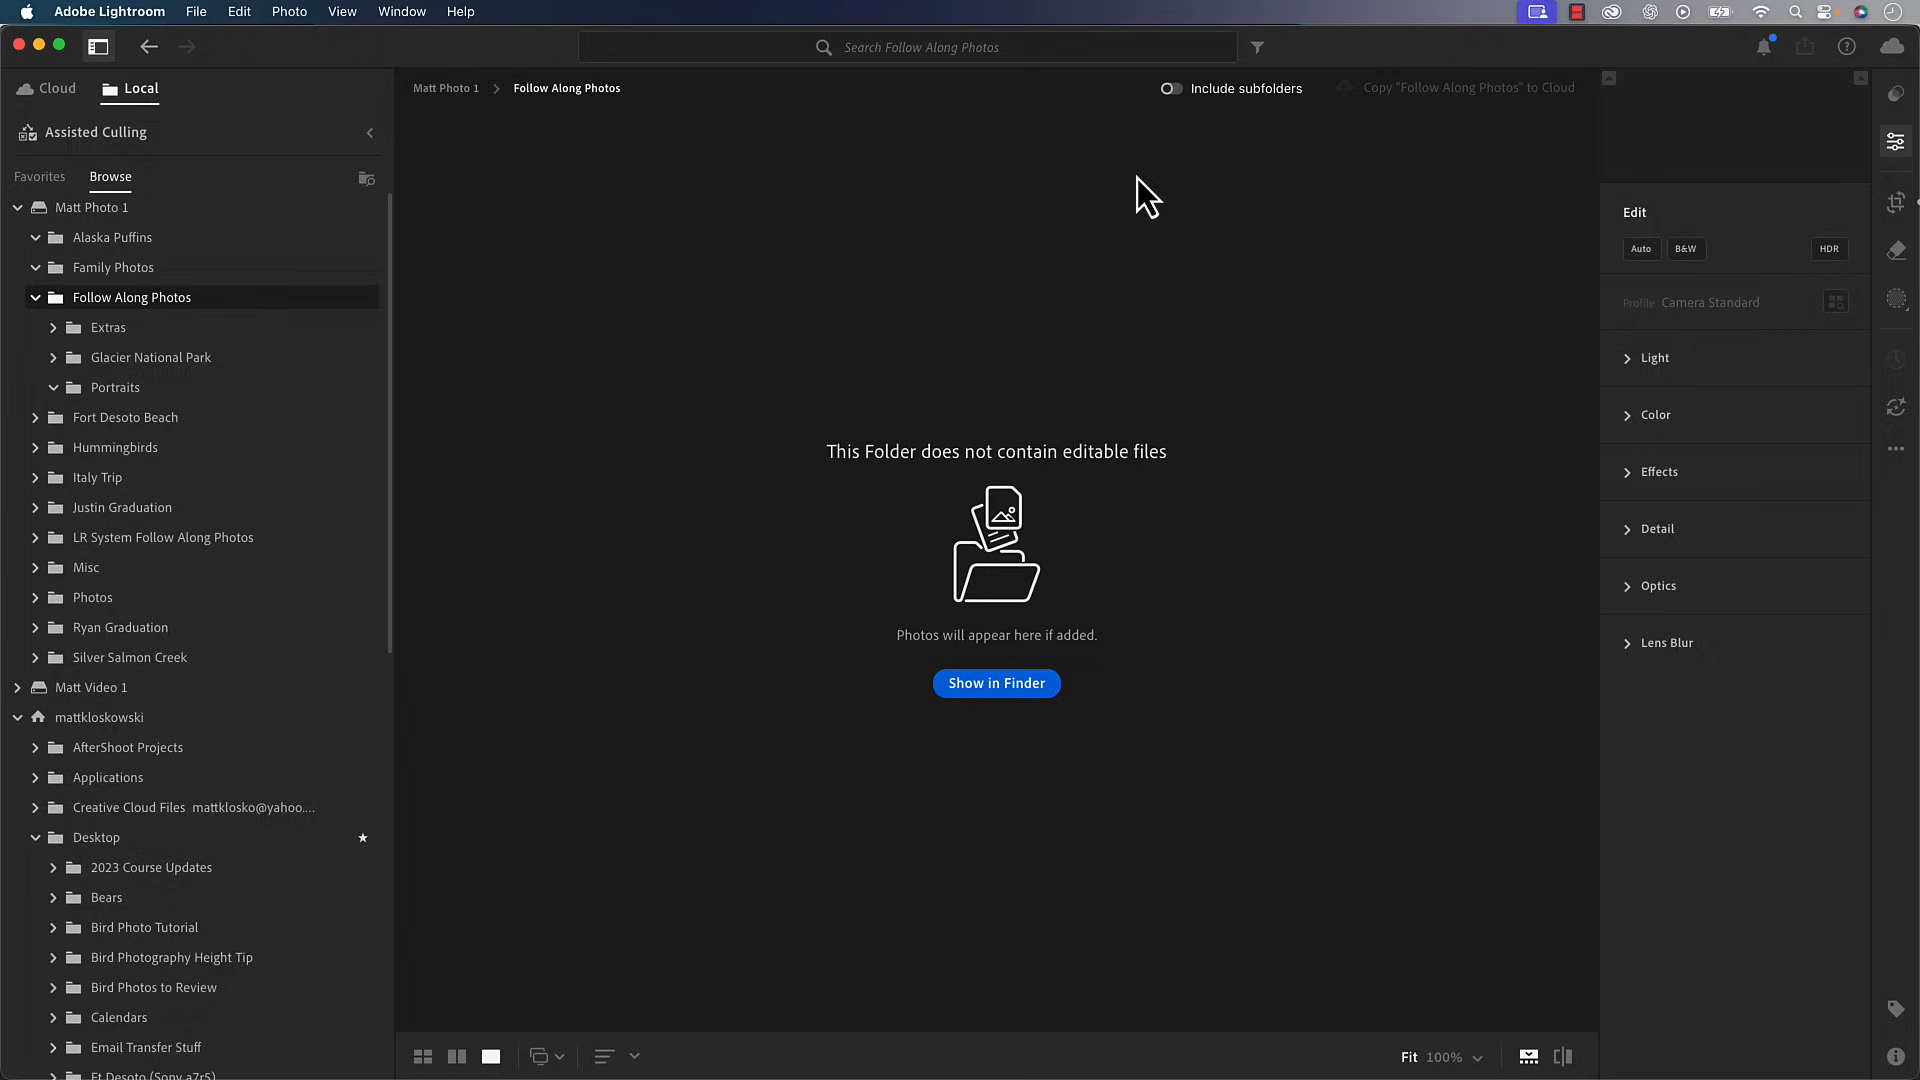 Adobe Lightroom File Edit Photo View Window Help
Search Follow Along Photos
Cloud Local
Matt Photo 1 Follow Along Photos Include subfolders Copy "Follow Along Photos" to Cloud
Assisted Culling
Favorites Browse
Matt Photo 1
Alaska Puffins
Family Photos
Follow Along Photos
Extras
Glacier National Park
Portraits
Fort Desoto Beach
Hummingbirds
Italy Trip
Justin Graduation
LR System Follow Along Photos
Misc
Photos
Ryan Graduation
Silver Salmon Creek
Matt Video 1
mattkloskowski
AfterShoot Projects
Applications
Creative Cloud Files mattklosko@yahoo....
Desktop
2023 Course Updates
Bears
Bird Photo Tutorial
Bird Photography Height Tip
Bird Photos to Review
Calendars
Email Transfer Stuff
Ft Desoto (Sony a7r5)
This Folder does not contain editable files
Photos will appear here if added.
Show in Finder
Fit 100%
Edit
Auto B&W HDR
Profile Camera Standard
Light
Color
Effects
Detail
Optics
Lens Blur